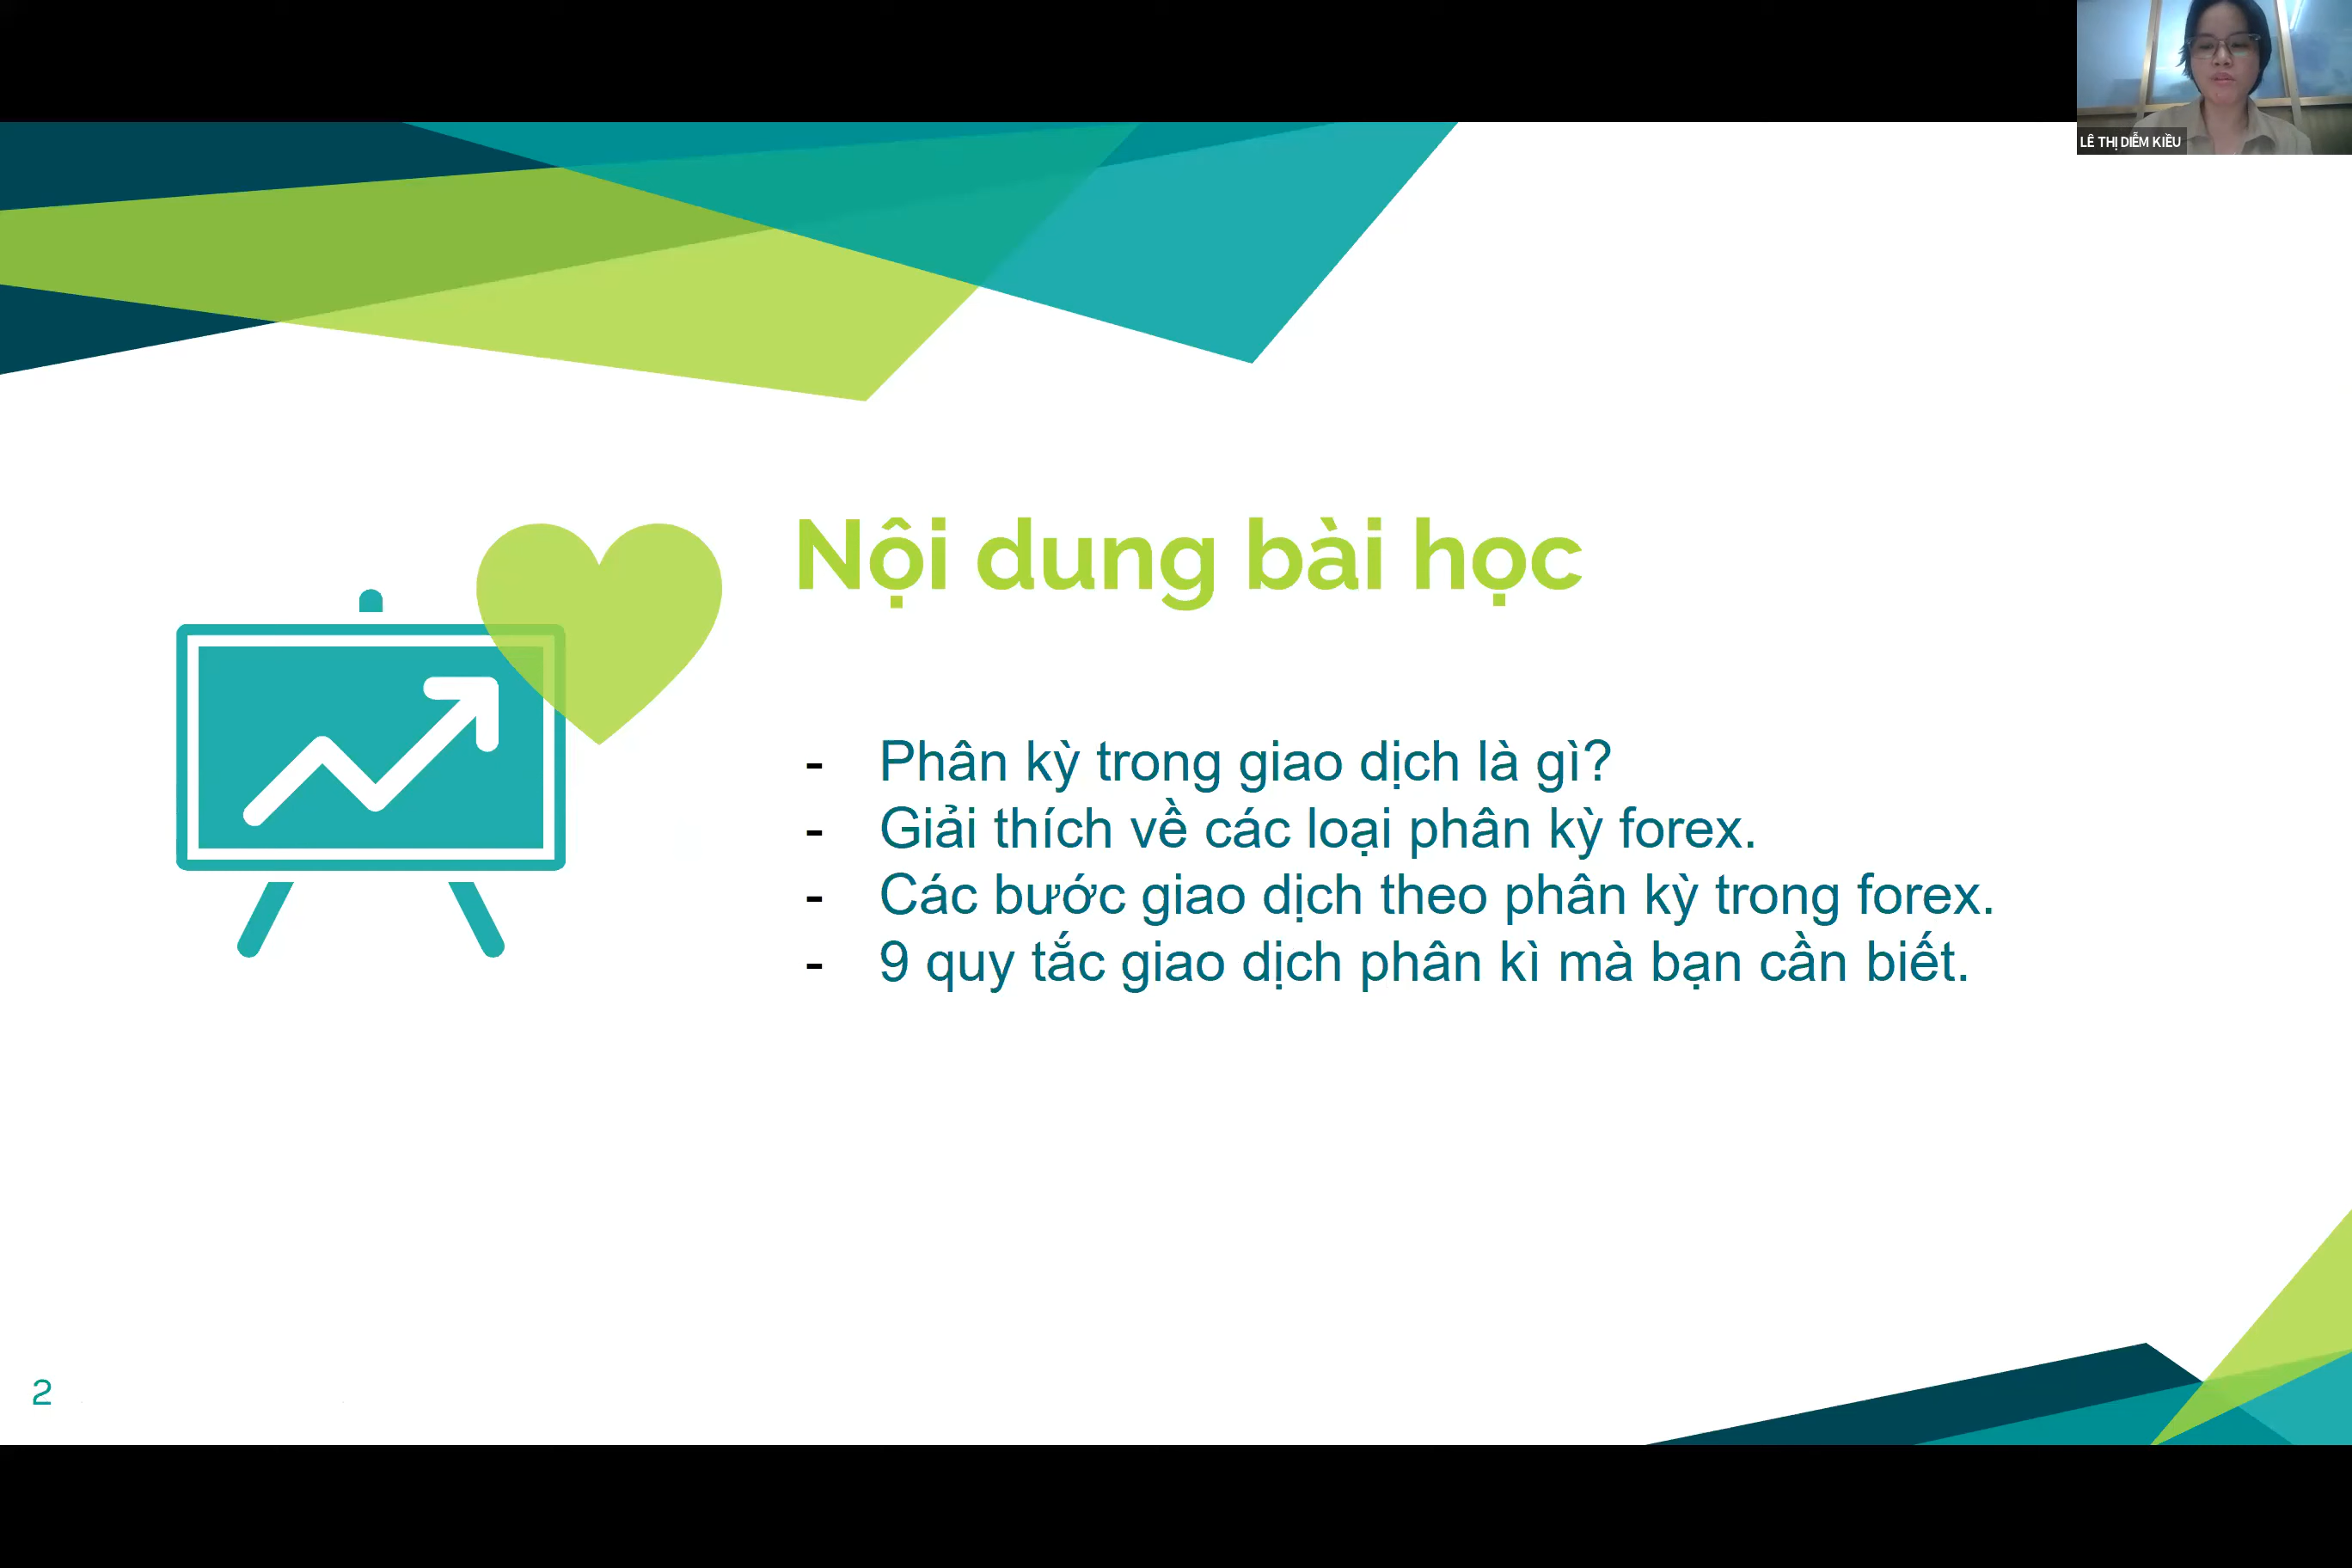 LÊ THỊ DIỄM KIỀU
Nội dung bài học
- Phân kỳ trong giao dịch là gì?
- Giải thích về các loại phân kỳ forex.
- Các bước giao dịch theo phân kỳ trong forex.
- 9 quy tắc giao dịch phân kì mà bạn cần biết.
2